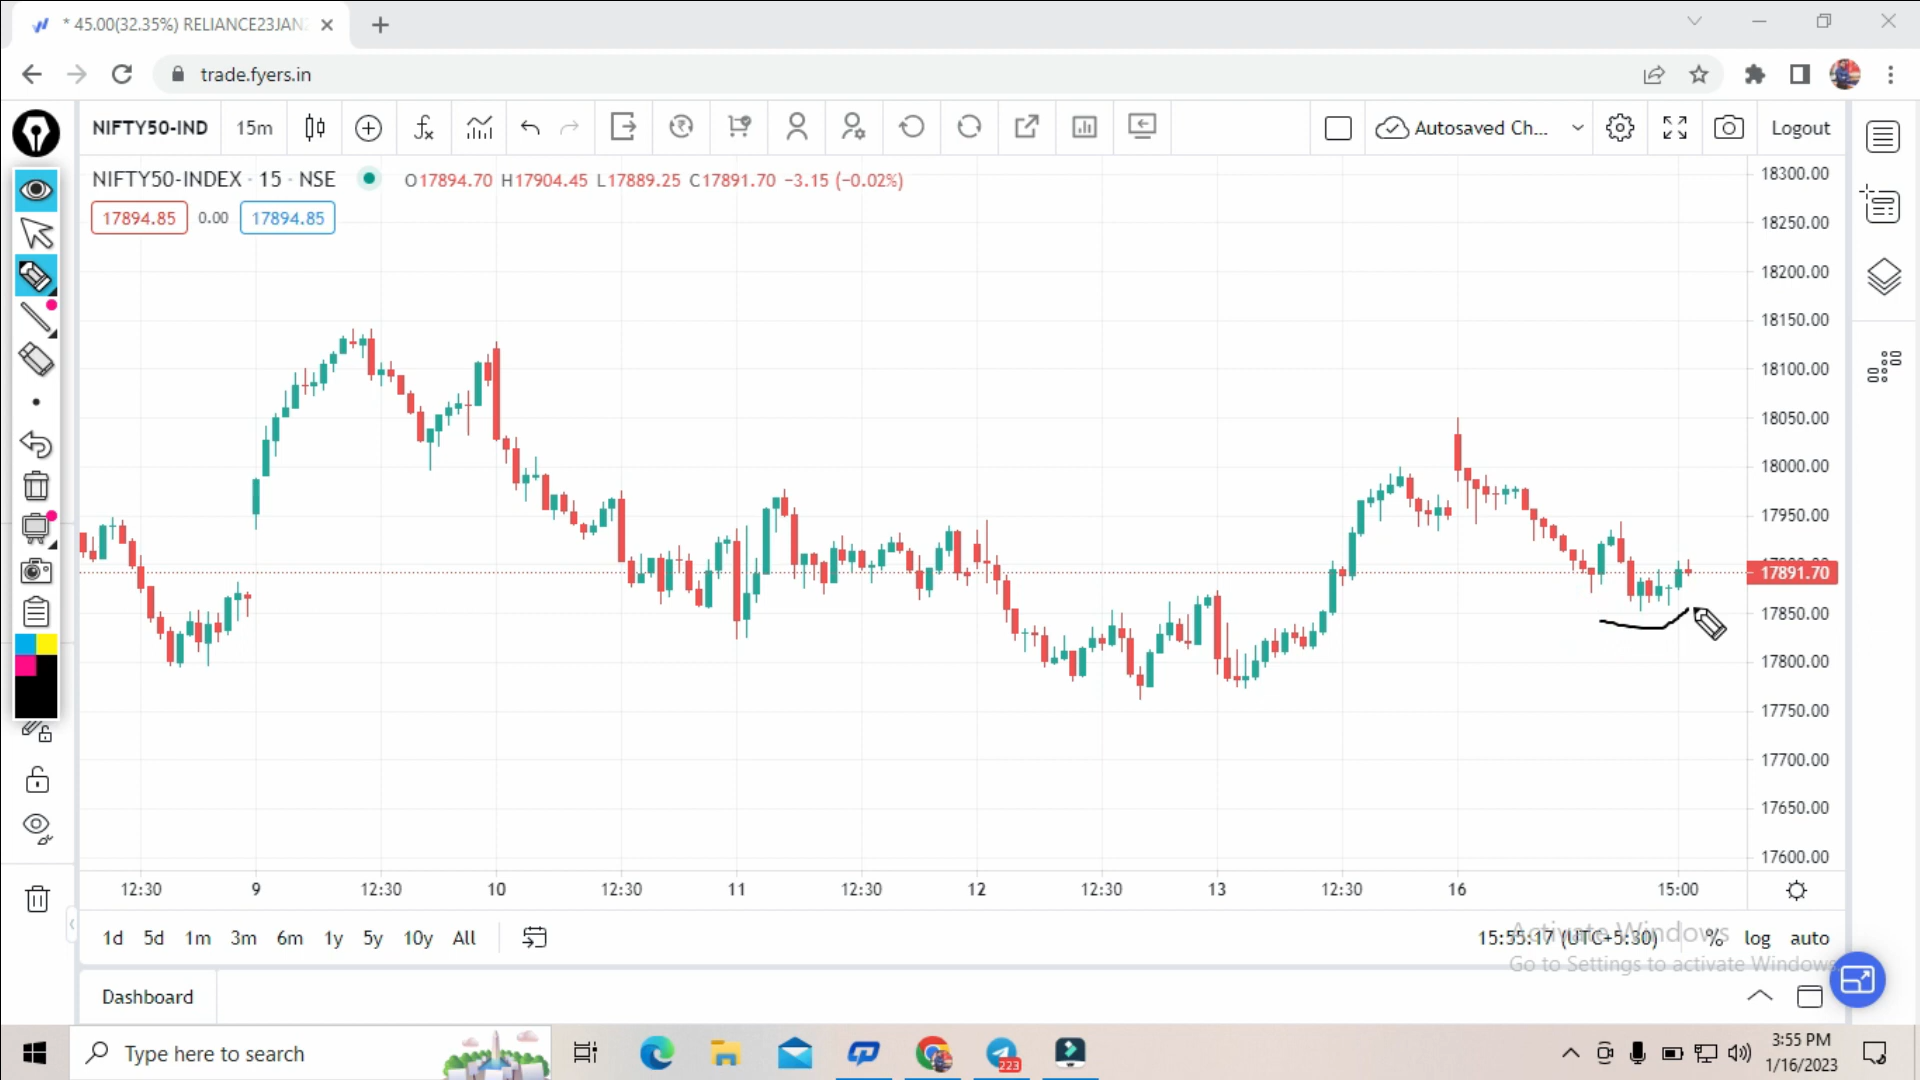 * 45.00(32.35%) RELIANCE23JAN
trade.fyers.in
NIFTY50-IND 15m Autosaved Ch... Logout
NIFTY50-INDEX · 15 · NSE O17894.70 H17904.45 L17889.25 C17891.70 −3.15 (−0.02%)
17894.85 0.00 17894.85
18300.00
18250.00
18200.00
18150.00
18100.00
18050.00
18000.00
17950.00
17891.70
17850.00
17800.00
17750.00
17700.00
17650.00
17600.00
12:30 9 12:30 10 12:30 11 12:30 12 12:30 13 12:30 16 15:00
1d 5d 1m 3m 6m 1y 5y 10y All 15:55:17 (UTC+5:30) % log auto
Activate Windows
Go to Settings to activate Windows
Dashboard
Type here to search
223
3:55 PM
1/16/2023